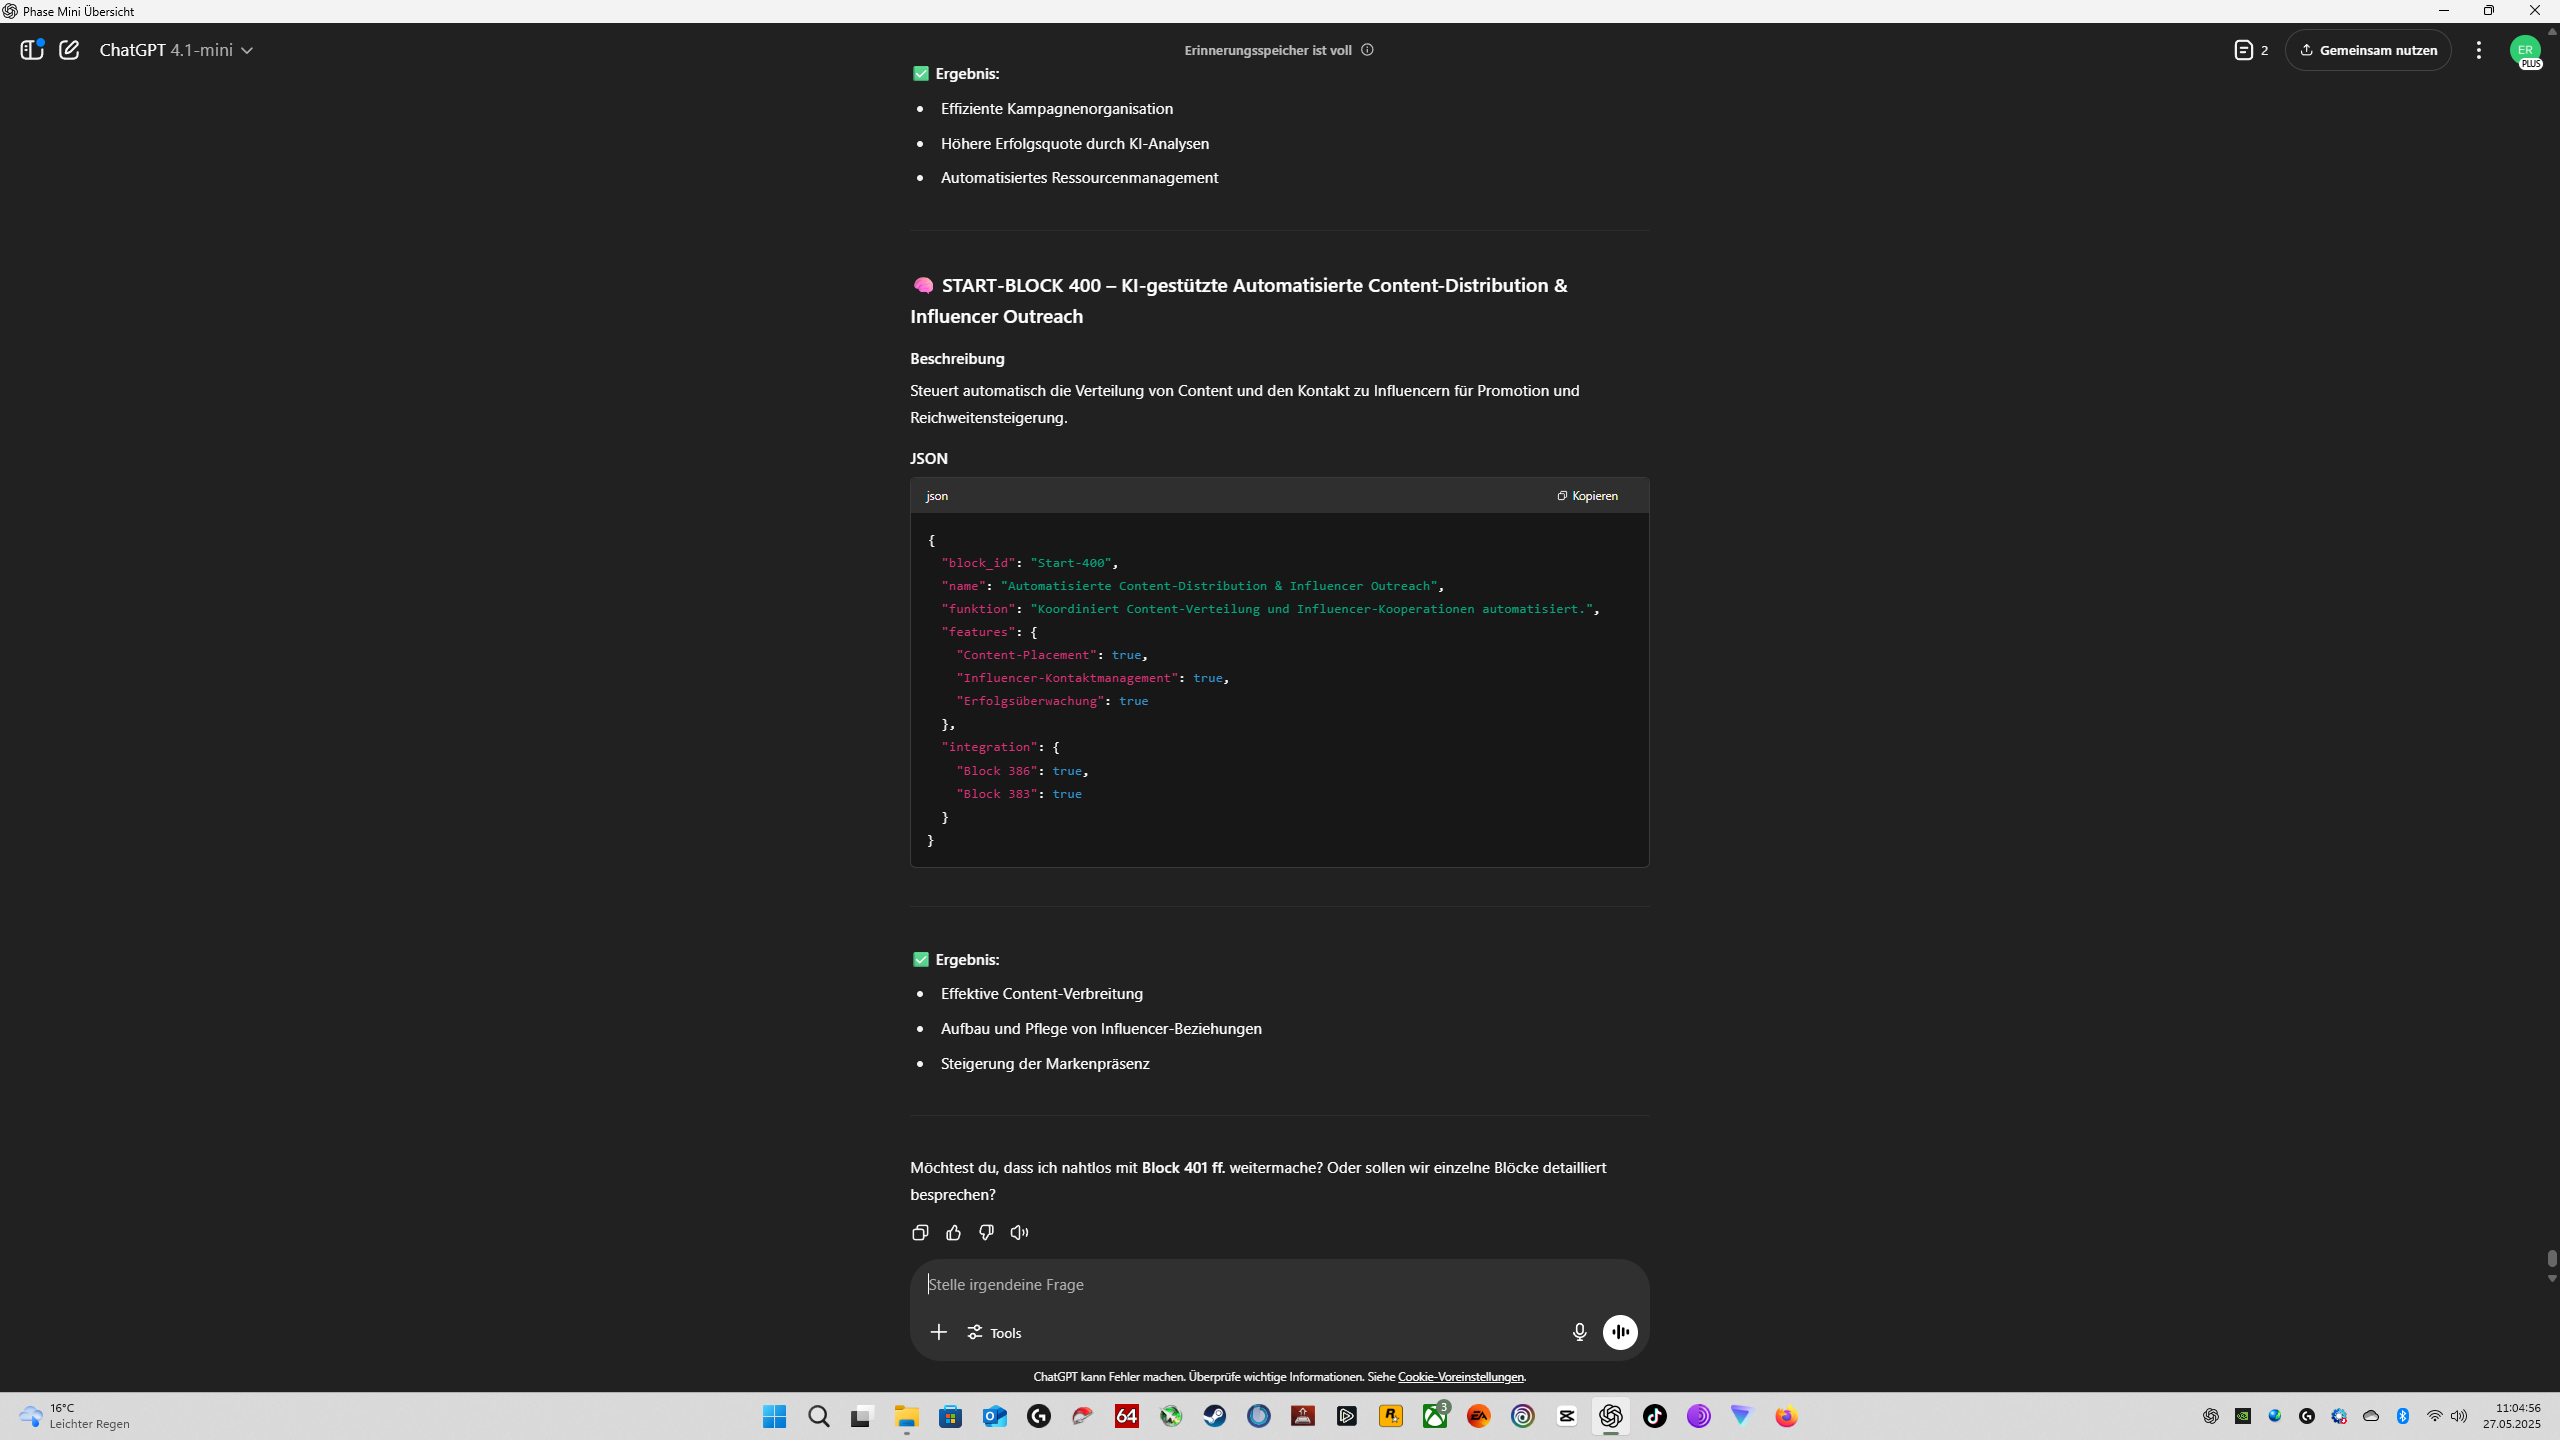 Phase Mini Übersicht
ChatGPT 4.1-mini
Erinnerungsspeicher ist voll
2
Gemeinsam nutzen
ER
PLUS
✅ Ergebnis:
• Effiziente Kampagnenorganisation
• Höhere Erfolgsquote durch KI-Analysen
• Automatisiertes Ressourcenmanagement
🧠 START-BLOCK 400 – KI-gestützte Automatisierte Content-Distribution &
Influencer Outreach
Beschreibung
Steuert automatisch die Verteilung von Content und den Kontakt zu Influencern für Promotion und
Reichweitensteigerung.
JSON
json
Kopieren
{
"block_id": "Start-400",
"name": "Automatisierte Content-Distribution & Influencer Outreach",
"funktion": "Koordiniert Content-Verteilung und Influencer-Kooperationen automatisiert.",
"features": {
"Content-Placement": true,
"Influencer-Kontaktmanagement": true,
"Erfolgsüberwachung": true
},
"integration": {
"Block 386": true,
"Block 383": true
}
}
✅ Ergebnis:
• Effektive Content-Verbreitung
• Aufbau und Pflege von Influencer-Beziehungen
• Steigerung der Markenpräsenz
Möchtest du, dass ich nahtlos mit Block 401 ff. weitermache? Oder sollen wir einzelne Blöcke detailliert
besprechen?
Stelle irgendeine Frage
Tools
ChatGPT kann Fehler machen. Überprüfe wichtige Informationen. Siehe Cookie-Voreinstellungen.
16°C
Leichter Regen
64
3
EA
11:04:56
27.05.2025